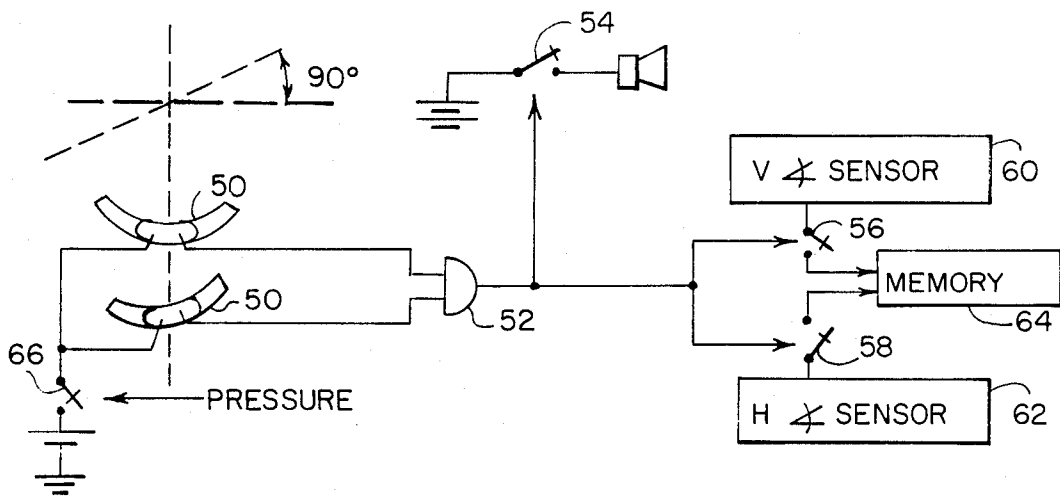 54
90°
V ∡ SENSOR
60
50
56
MEMORY
50
52
64
58
66
PRESSURE
H ∡ SENSOR
62